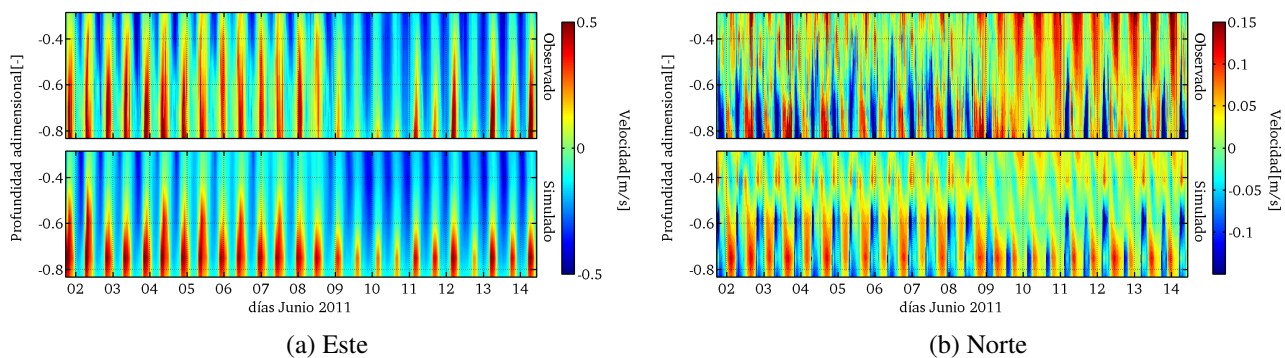 Profundidad adimensional[-]
-0.4
-0.6
-0.8
Observado
-0.4
-0.6
-0.8
Simulado
02 03 04 05 06 07 08 09 10 11 12 13 14
días Junio 2011
0.5
0
-0.5
Velocidad[m/s]
(a) Este
Profundidad adimensional[-]
-0.4
-0.6
-0.8
Observado
-0.4
-0.6
-0.8
Simulado
02 03 04 05 06 07 08 09 10 11 12 13 14
días Junio 2011
0.15
0.1
0.05
0
-0.05
-0.1
Velocidad[m/s]
(b) Norte